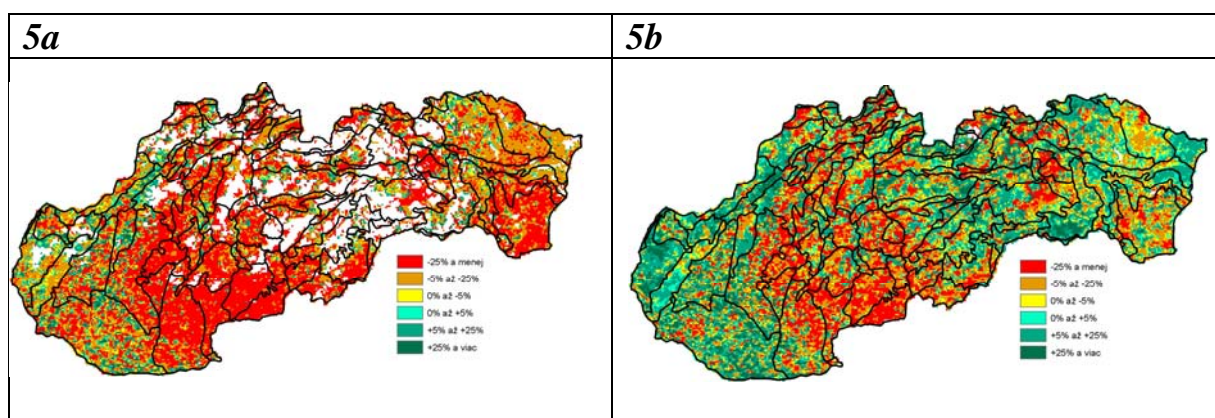 5a
5b
-25% a menej
-5% až -25%
0% až -5%
0% až +5%
+5% až +25%
+25% a viac
-25% a menej
-5% až -25%
0% až -5%
0% až +5%
+5% až +25%
+25% a viac